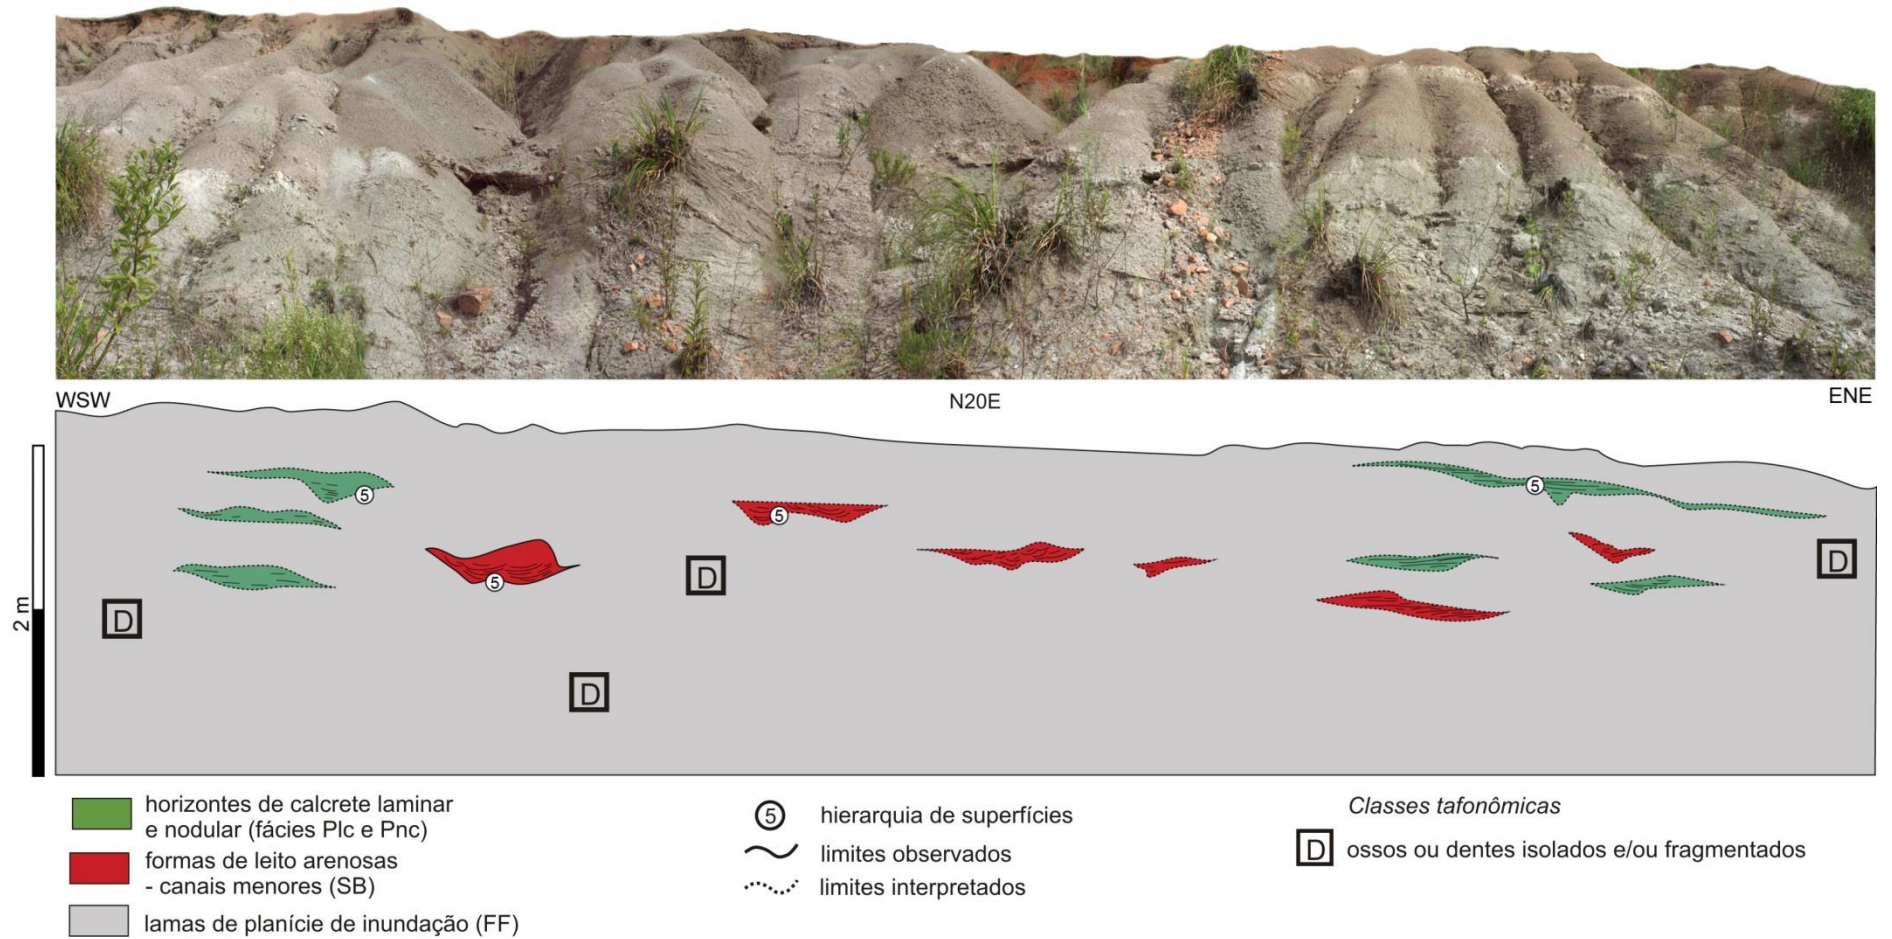 WSW
N20E
ENE
5
5
5
5
D
D
D
D
2 m
horizontes de calcrete laminar
e nodular (fácies Plc e Pnc)
formas de leito arenosas
- canais menores (SB)
lamas de planície de inundação (FF)
5 hierarquia de superfícies
limites observados
limites interpretados
Classes tafonômicas
D ossos ou dentes isolados e/ou fragmentados